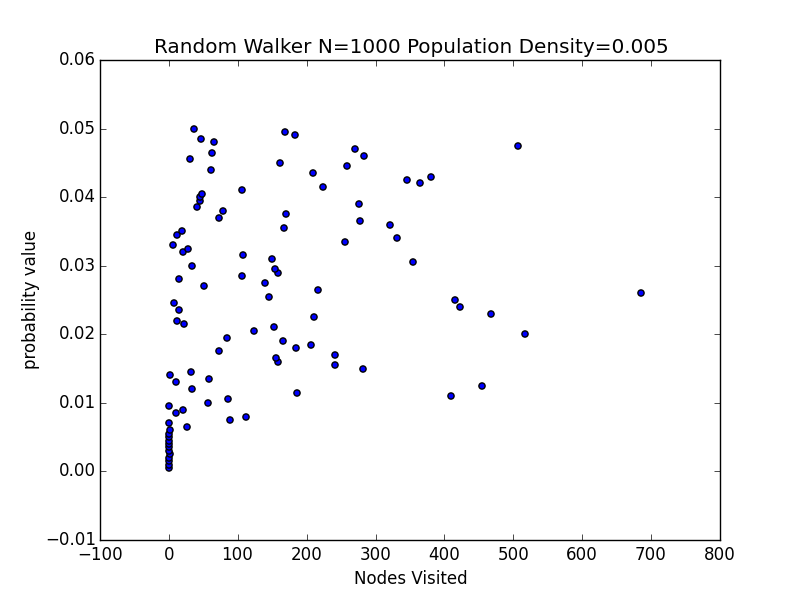 Random Walker N=1000 Population Density=0.005
0.06
0.05
0.04
0.03
0.02
0.01
0.00
−0.01
probability value
−100 0 100 200 300 400 500 600 700 800
Nodes Visited